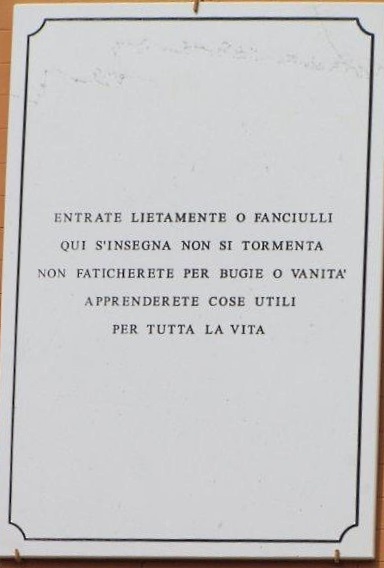 ENTRATE LIETAMENTE O FANCIULLI
QUI S'INSEGNA NON SI TORMENTA
NON FATICHERETE PER BUGIE O VANITA'
APPRENDERETE COSE UTILI
PER TUTTA LA VITA